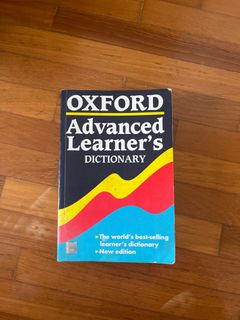 OXFORD
Advanced
Learner's
DICTIONARY
» The world's best-selling
learner's dictionary
» New edition